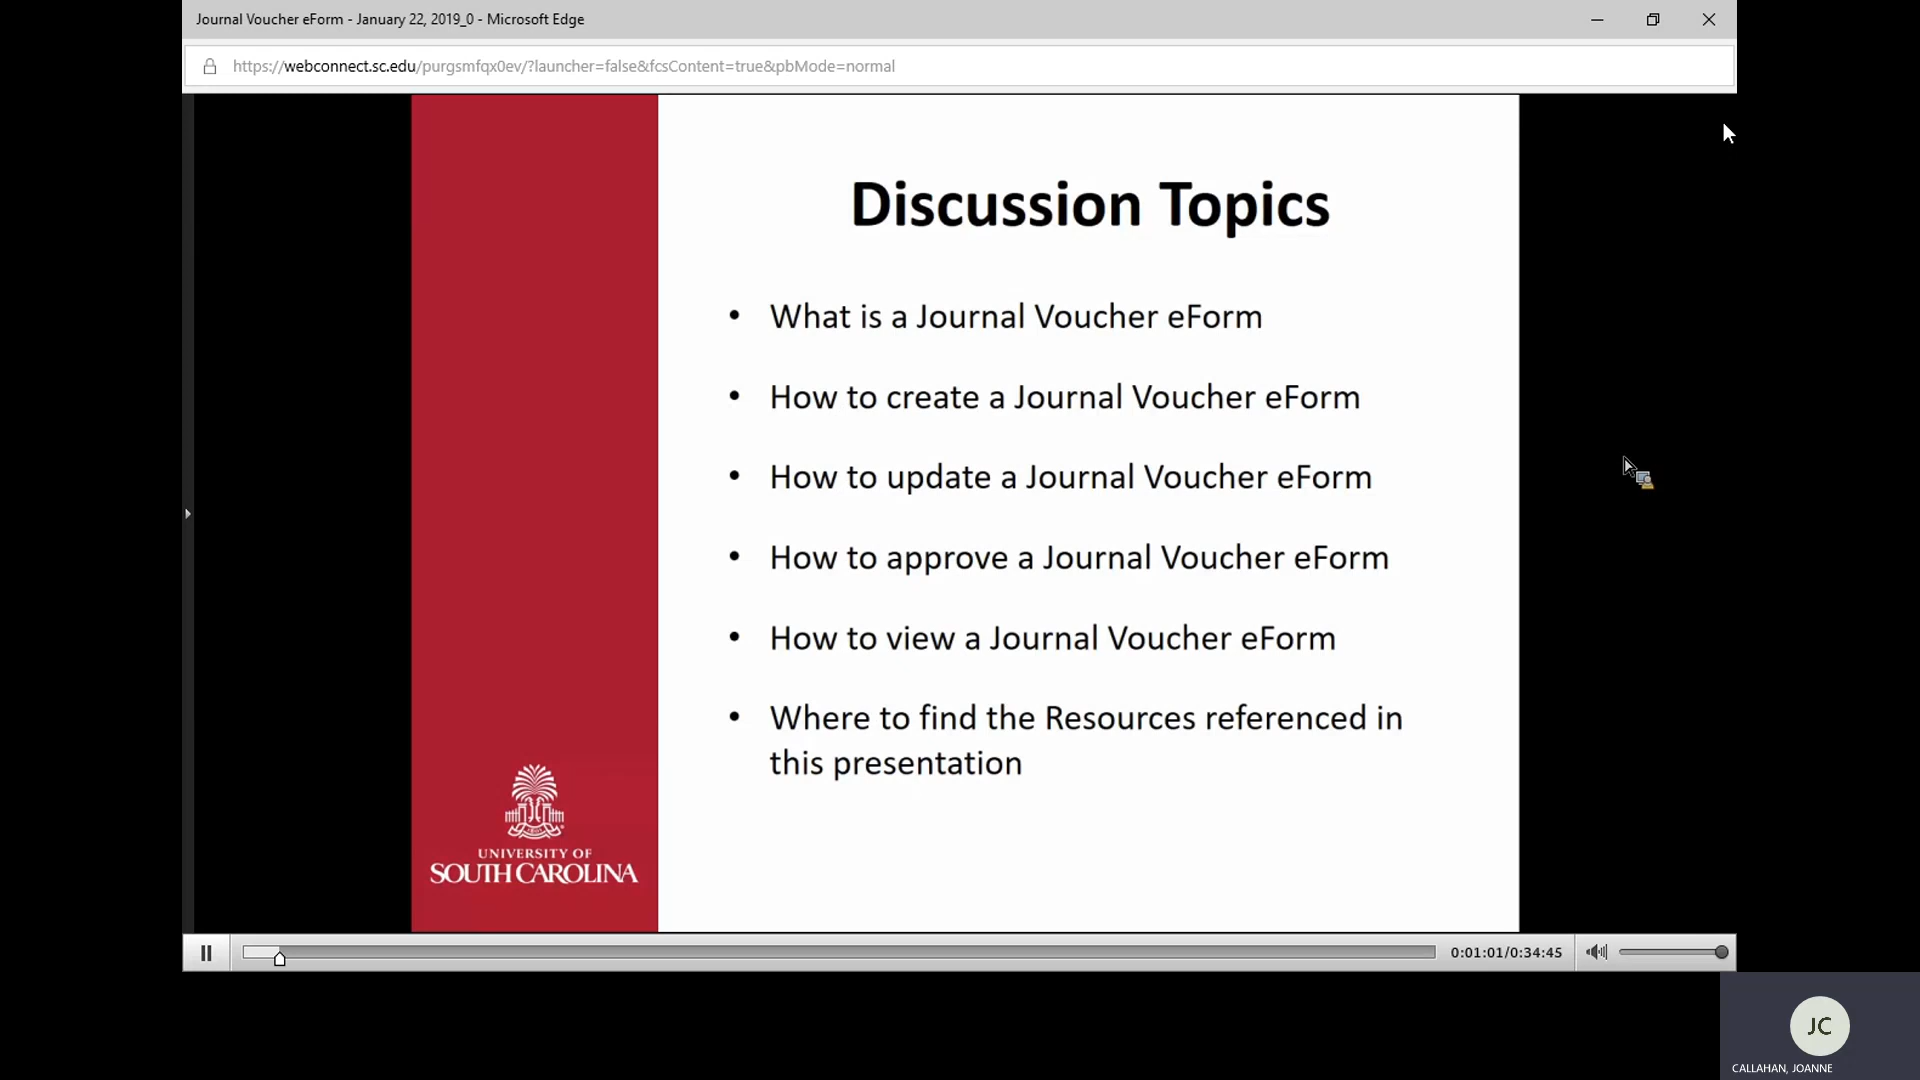 Journal Voucher eForm - January 22, 2019_0 - Microsoft Edge
https://webconnect.sc.edu/purgsmfqx0ev/?launcher=false&fcsContent=true&pbMode=normal
Discussion Topics
• What is a Journal Voucher eForm
• How to create a Journal Voucher eForm
• How to update a Journal Voucher eForm
• How to approve a Journal Voucher eForm
• How to view a Journal Voucher eForm
• Where to find the Resources referenced in
this presentation
UNIVERSITY OF
SOUTH CAROLINA
0:01:01/0:34:45
JC
CALLAHAN, JOANNE